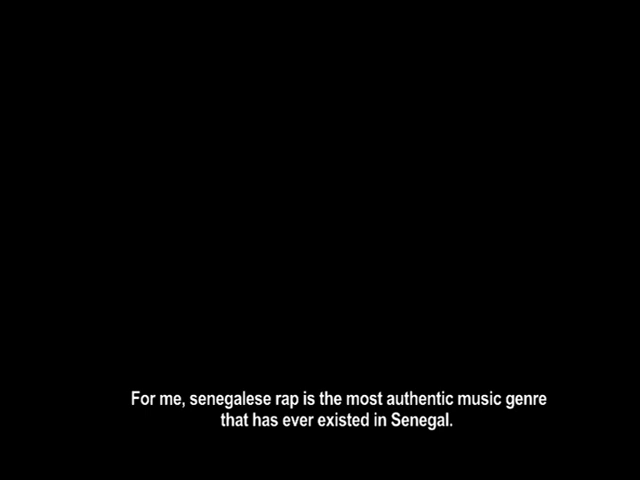 For me, senegalese rap is the most authentic music genre
that has ever existed in Senegal.